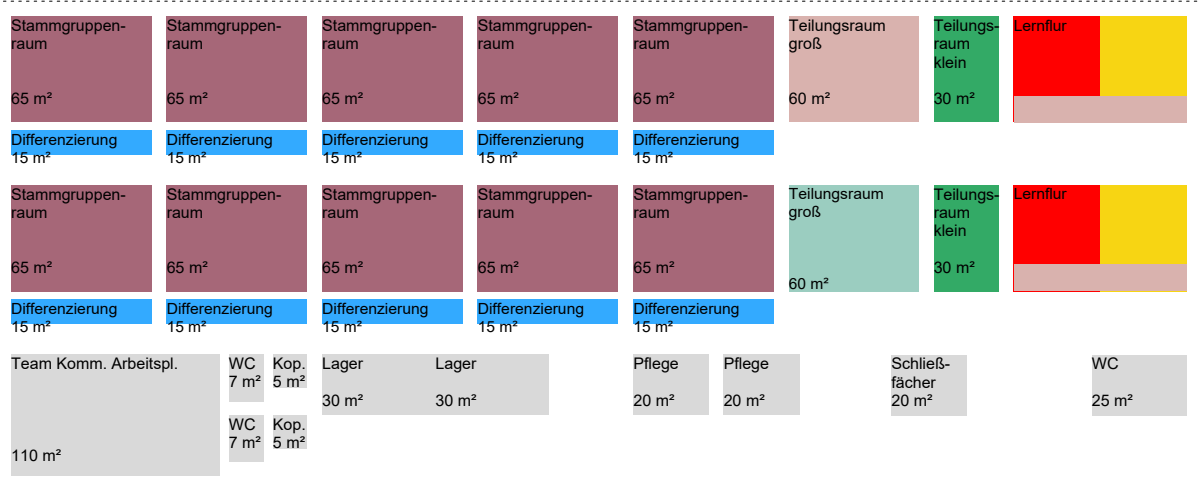 Stammgruppen-
raum
65 m²
Stammgruppen-
raum
65 m²
Stammgruppen-
raum
65 m²
Stammgruppen-
raum
65 m²
Stammgruppen-
raum
65 m²
Teilungsraum
groß
60 m²
Teilungs-
raum
klein
30 m²
Lernflur
Differenzierung
15 m²
Differenzierung
15 m²
Differenzierung
15 m²
Differenzierung
15 m²
Differenzierung
15 m²
Stammgruppen-
raum
65 m²
Stammgruppen-
raum
65 m²
Stammgruppen-
raum
65 m²
Stammgruppen-
raum
65 m²
Stammgruppen-
raum
65 m²
Teilungsraum
groß
60 m²
Teilungs-
raum
klein
30 m²
Lernflur
Differenzierung
15 m²
Differenzierung
15 m²
Differenzierung
15 m²
Differenzierung
15 m²
Differenzierung
15 m²
Team Komm. Arbeitspl.
110 m²
WC
7 m²
Kop.
5 m²
WC
7 m²
Kop.
5 m²
Lager
30 m²
Lager
30 m²
Pflege
20 m²
Pflege
20 m²
Schließ-
fächer
20 m²
WC
25 m²